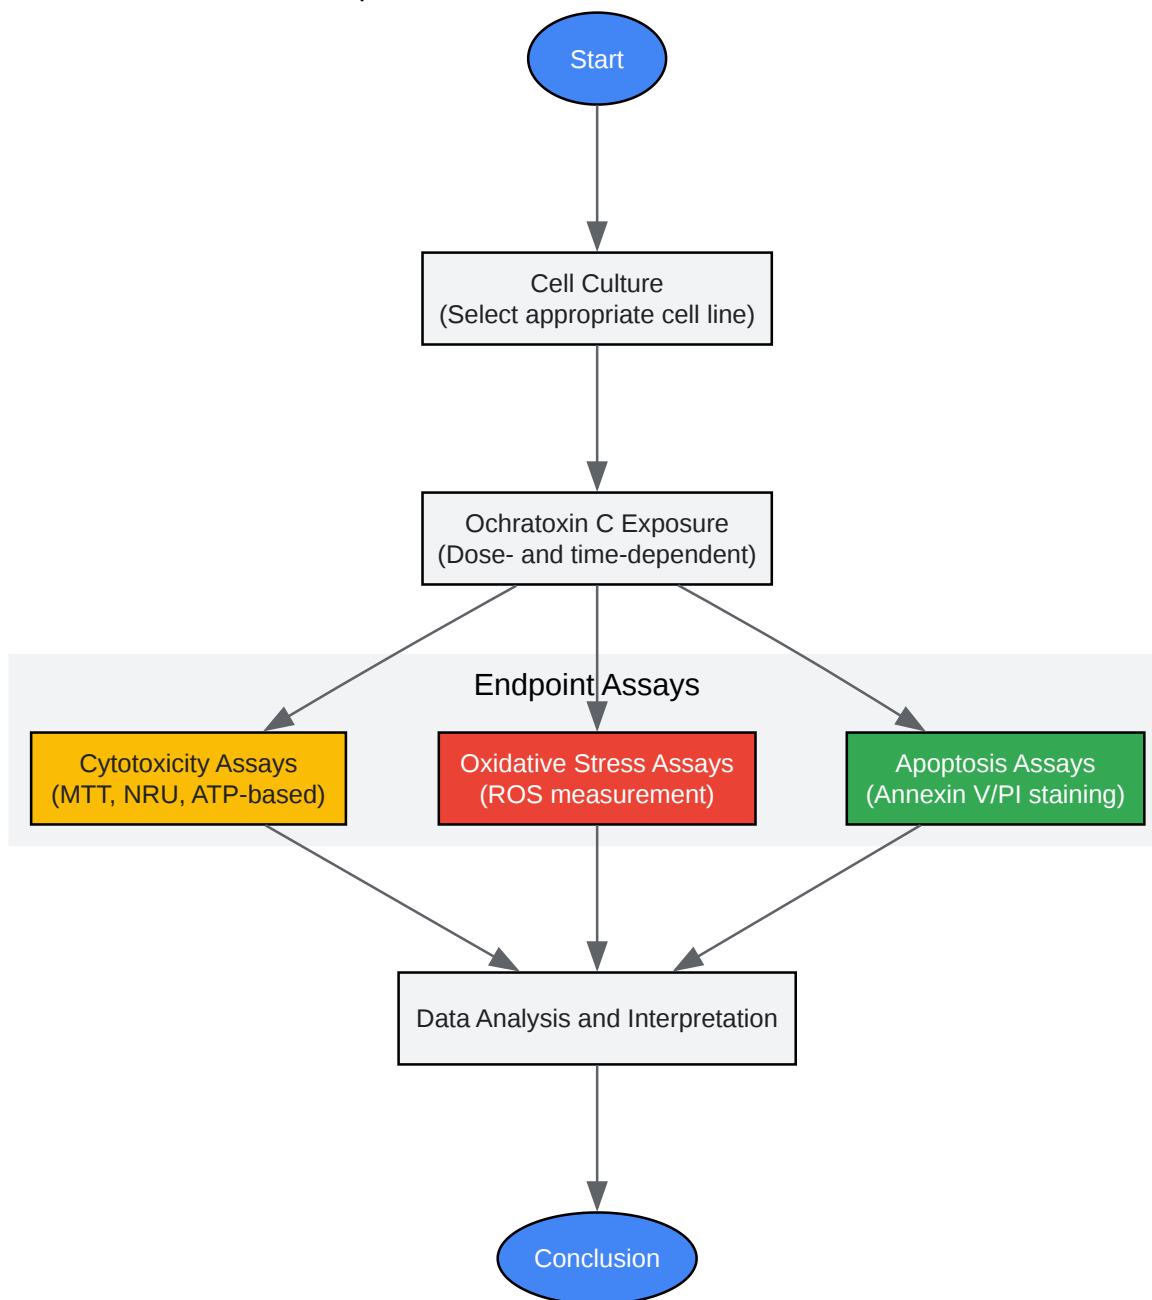 Start
Cell Culture
(Select appropriate cell line)
Ochratoxin C Exposure
(Dose- and time-dependent)
Endpoint Assays
Cytotoxicity Assays
(MTT, NRU, ATP-based)
Oxidative Stress Assays
(ROS measurement)
Apoptosis Assays
(Annexin V/PI staining)
Data Analysis and Interpretation
Conclusion